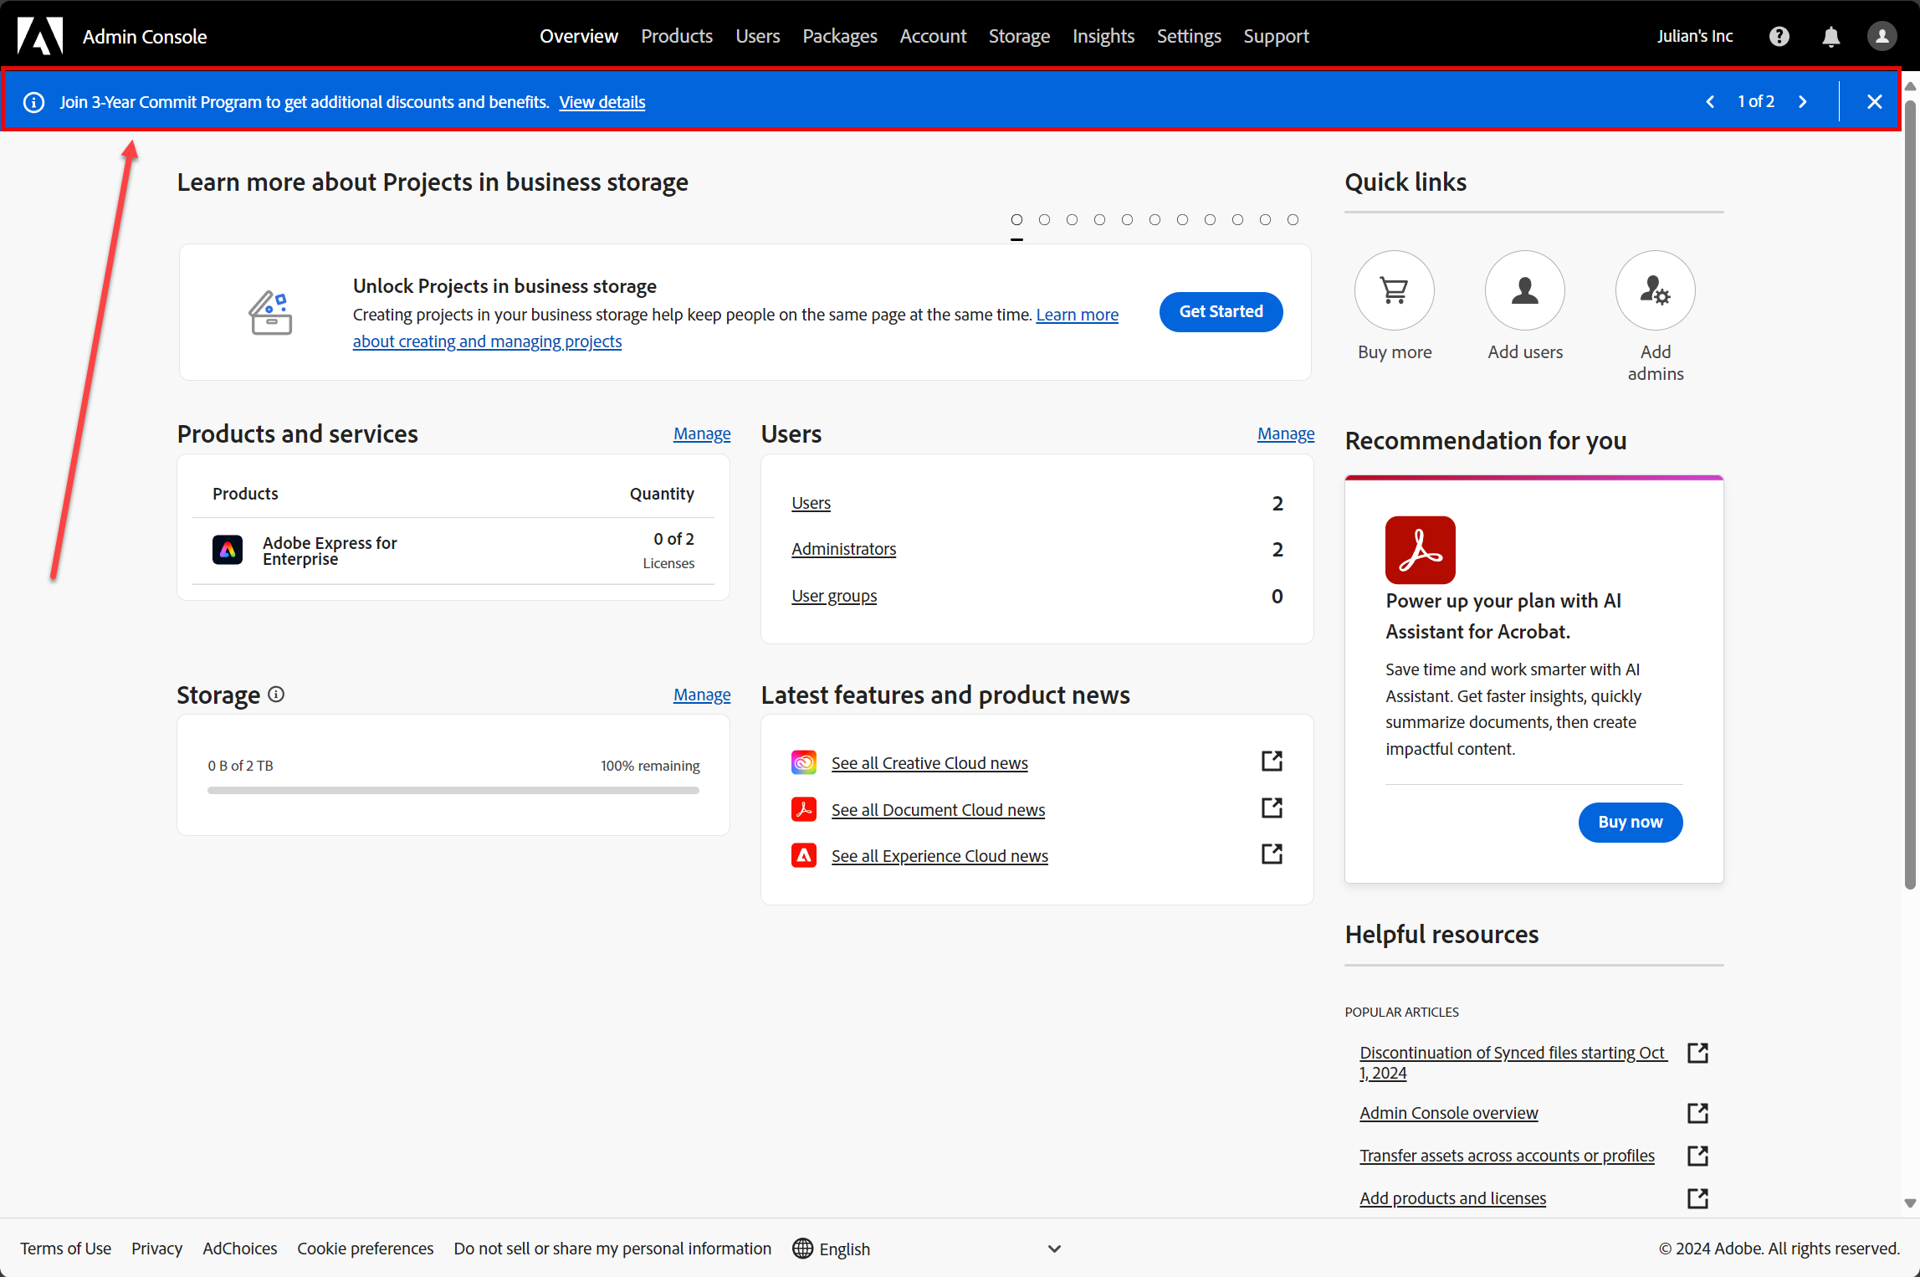 Admin Console
Overview Products Users Packages Account Storage Insights Settings Support
Julian's Inc
Join 3-Year Commit Program to get additional discounts and benefits. View details
1 of 2
Learn more about Projects in business storage
Unlock Projects in business storage
Creating projects in your business storage help keep people on the same page at the same time. Learn more
about creating and managing projects
Get Started
Quick links
Buy more
Add users
Add
admins
Products and services
Manage
Products Quantity
Adobe Express for
Enterprise
0 of 2
Licenses
Users
Manage
Users 2
Administrators 2
User groups 0
Recommendation for you
Power up your plan with AI
Assistant for Acrobat.
Save time and work smarter with AI
Assistant. Get faster insights, quickly
summarize documents, then create
impactful content.
Buy now
Storage
Manage
0 B of 2 TB 100% remaining
Latest features and product news
See all Creative Cloud news
See all Document Cloud news
See all Experience Cloud news
Helpful resources
POPULAR ARTICLES
Discontinuation of Synced files starting Oct
1, 2024
Admin Console overview
Transfer assets across accounts or profiles
Add products and licenses
Terms of Use Privacy AdChoices Cookie preferences Do not sell or share my personal information English
© 2024 Adobe. All rights reserved.